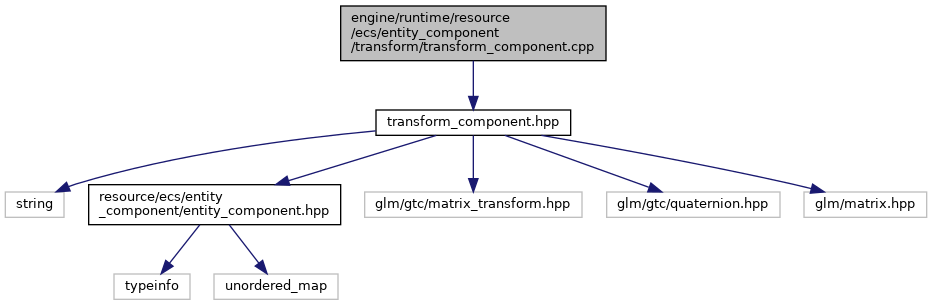 engine/runtime/resource
/ecs/entity_component
/transform/transform_component.cpp
transform_component.hpp
string
resource/ecs/entity
_component/entity_component.hpp
glm/gtc/matrix_transform.hpp
glm/gtc/quaternion.hpp
glm/matrix.hpp
typeinfo
unordered_map